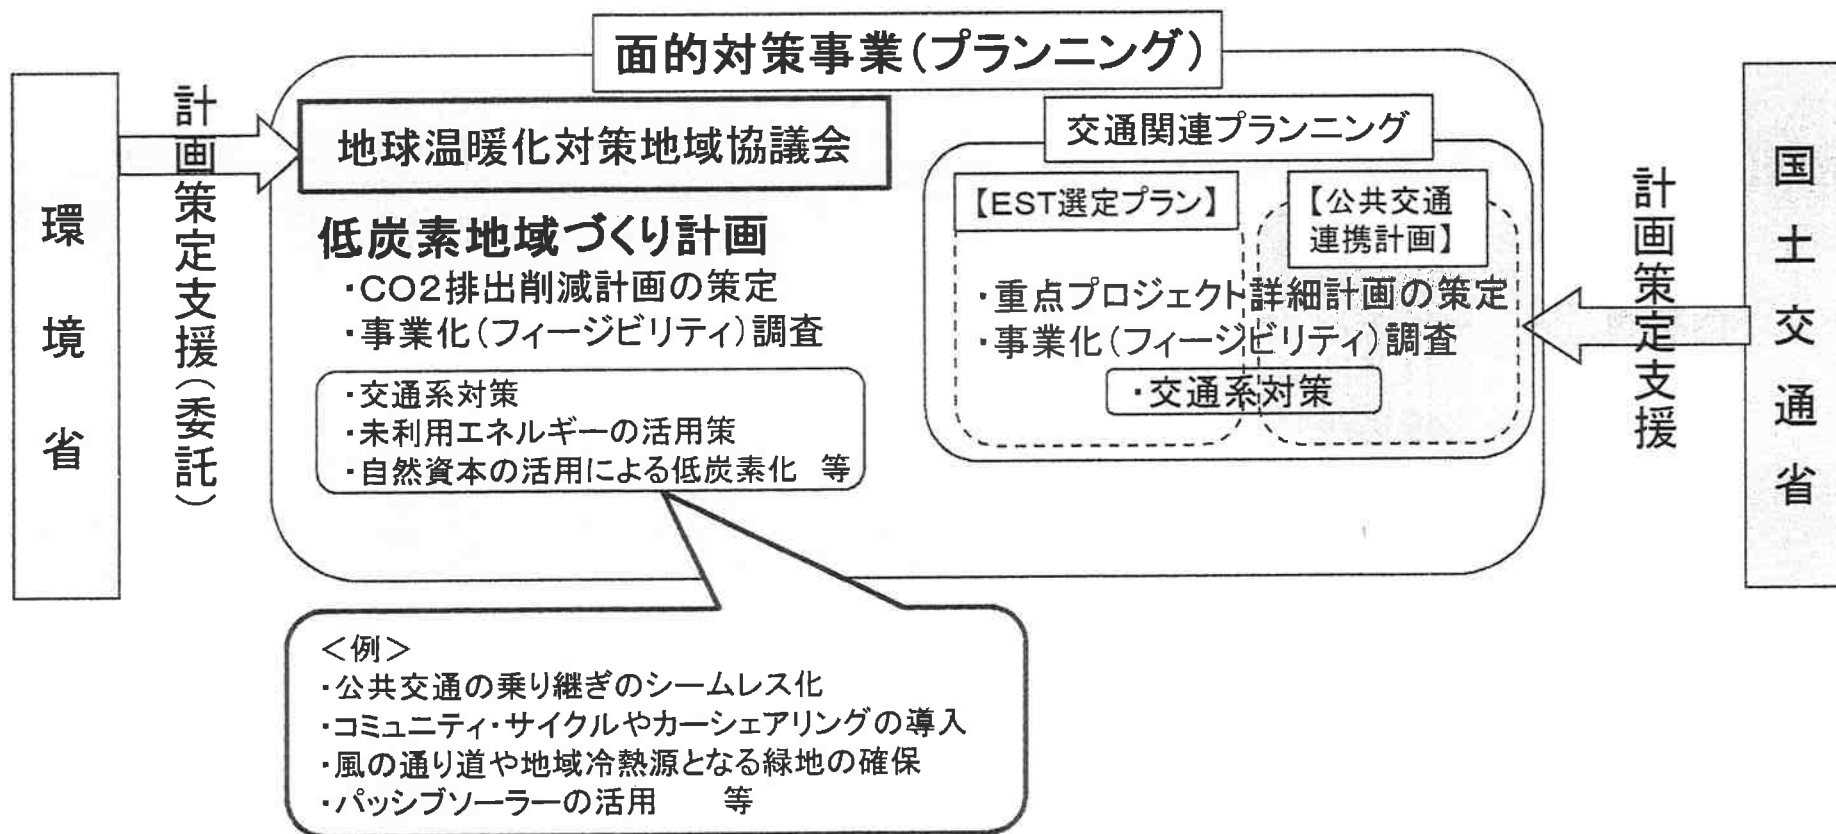 面的対策事業(プランニング)
環境省
計画策定支援(委託)
地球温暖化対策地域協議会
低炭素地域づくり計画
・CO2排出削減計画の策定
・事業化(フィージビリティ)調査
・交通系対策
・未利用エネルギーの活用策
・自然資本の活用による低炭素化 等
交通関連プランニング
【EST選定プラン】
【公共交通
連携計画】
・重点プロジェクト詳細計画の策定
・事業化(フィージビリティ)調査
・交通系対策
計画策定支援
国土交通省
<例>
・公共交通の乗り継ぎのシームレス化
・コミュニティ・サイクルやカーシェアリングの導入
・風の通り道や地域冷熱源となる緑地の確保
・パッシブソーラーの活用 等